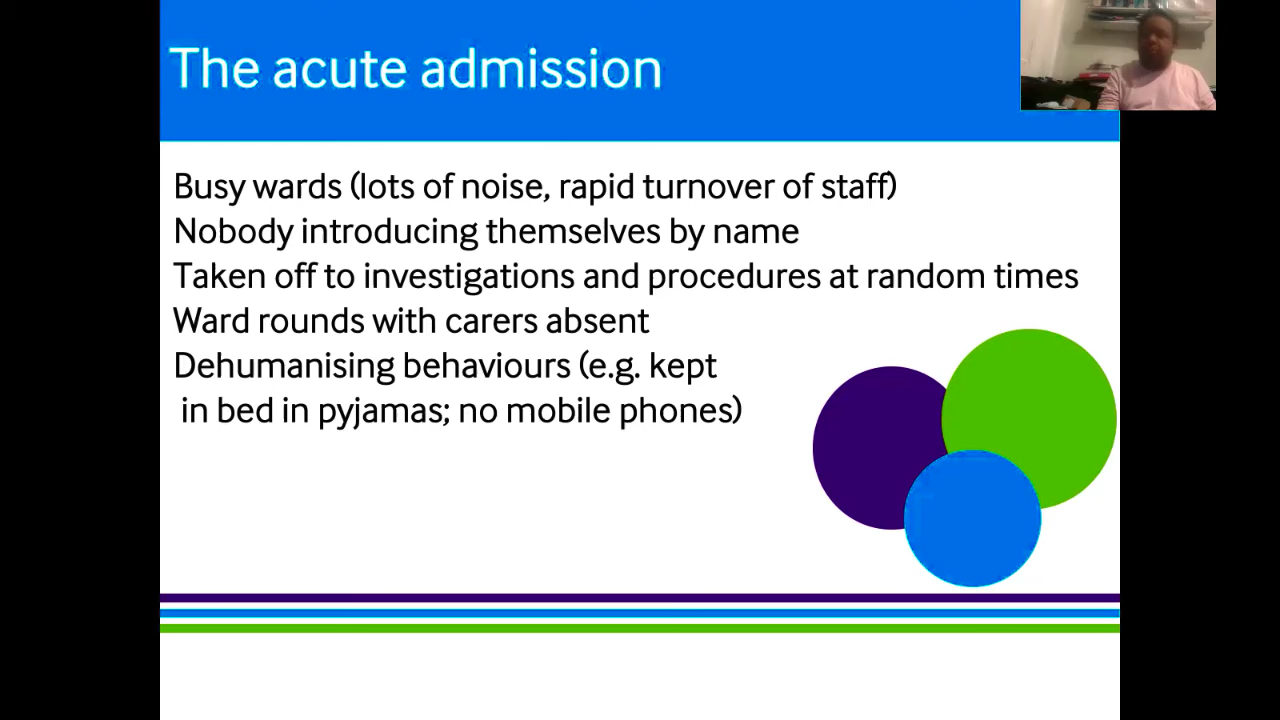 The acute admission
Busy wards (lots of noise, rapid turnover of staff)
Nobody introducing themselves by name
Taken off to investigations and procedures at random times
Ward rounds with carers absent
Dehumanising behaviours (e.g. kept
in bed in pyjamas; no mobile phones)